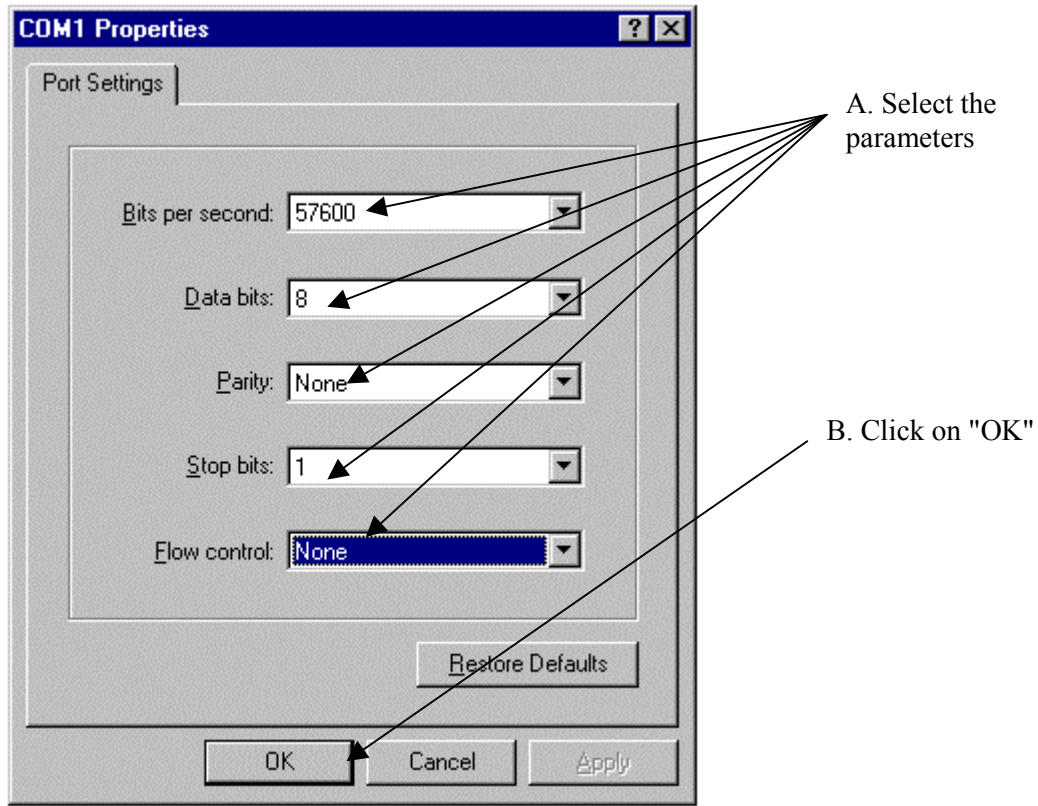 COM1 Properties
Port Settings
A. Select the
parameters
Bits per second: 57600
Data bits: 8
Parity: None
B. Click on "OK"
Stop bits: 1
Flow control: None
Restore Defaults
OK Cancel Apply